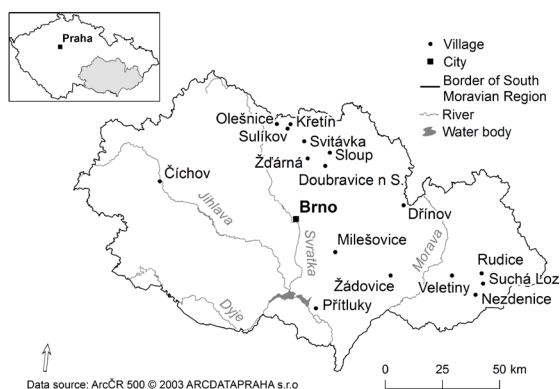 Praha
Village
City
Border of South
Moravian Region
River
Water body
Olešnice
Křetín
Sulíkov
Svitávka
Sloup
Žďárná
Doubravice n S.
Číchov
Jihlava
Brno
Dřínov
Svratka
Milešovice
Morava
Rudice
Žádovice
Veletiny
Suchá Loz
Nezdenice
Dyje
Přítluky
0 25 50 km
Data source: ArcČR 500 © 2003 ARCDATAPRAHA s.r.o